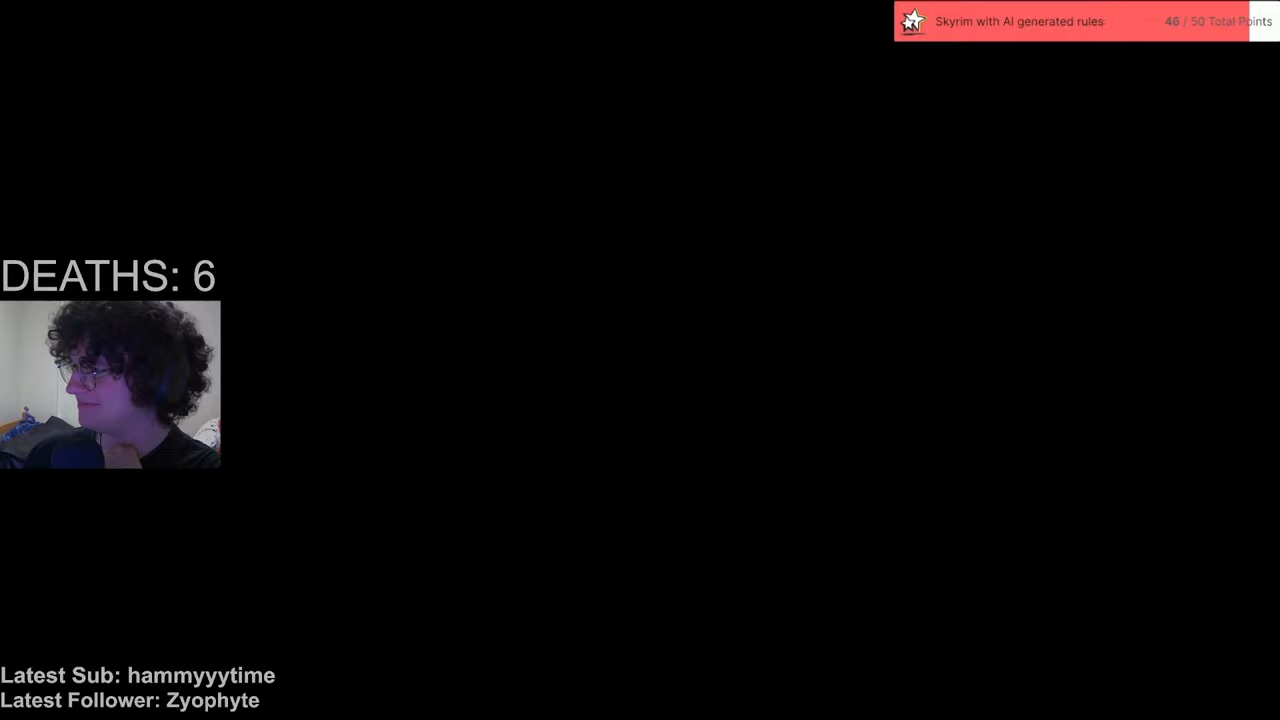 Skyrim with AI generated rules 46 / 50 Total Points
DEATHS: 6
Latest Sub: hammyyytime
Latest Follower: Zyophyte